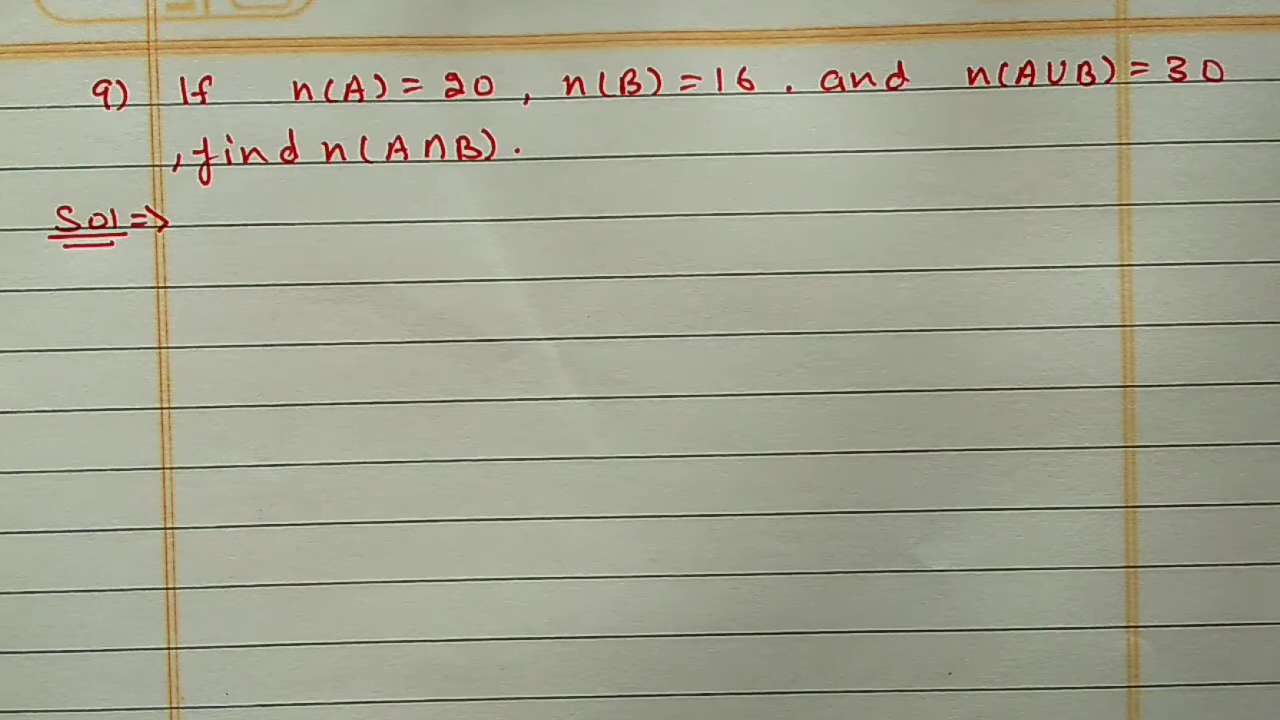 9) If n(A) = 20 , n(B) = 16 . and n(A∪B) = 30
, find n(A∩B).
Sol =>